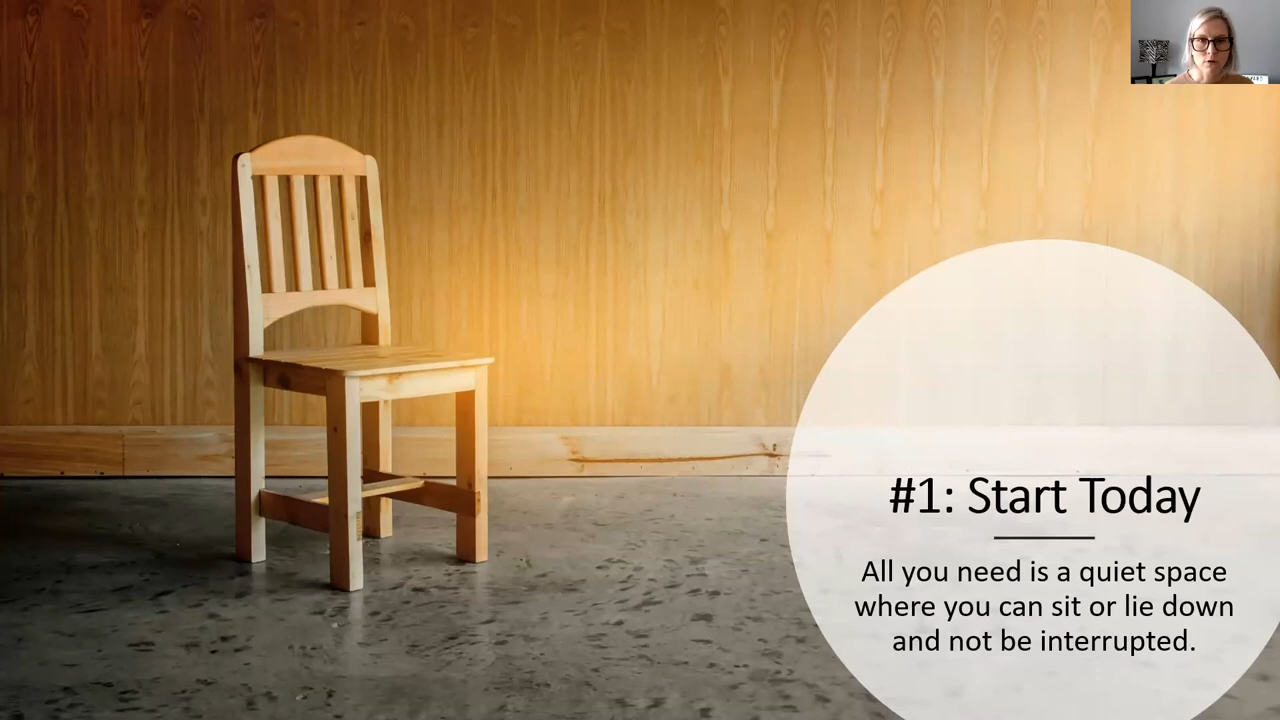 #1: Start Today
All you need is a quiet space
where you can sit or lie down
and not be interrupted.